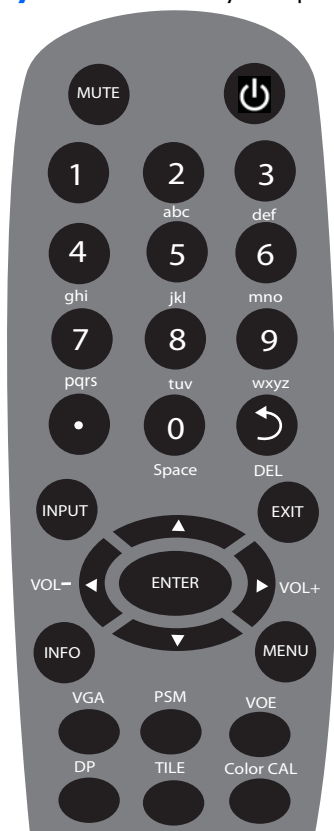 MUTE
1 2 3
abc def
4 5 6
ghi jkl mno
7 8 9
pqrs tuv wxyz
• 0
Space DEL
INPUT EXIT
VOL- ENTER VOL+
INFO MENU
VGA PSM VOE
DP TILE Color CAL